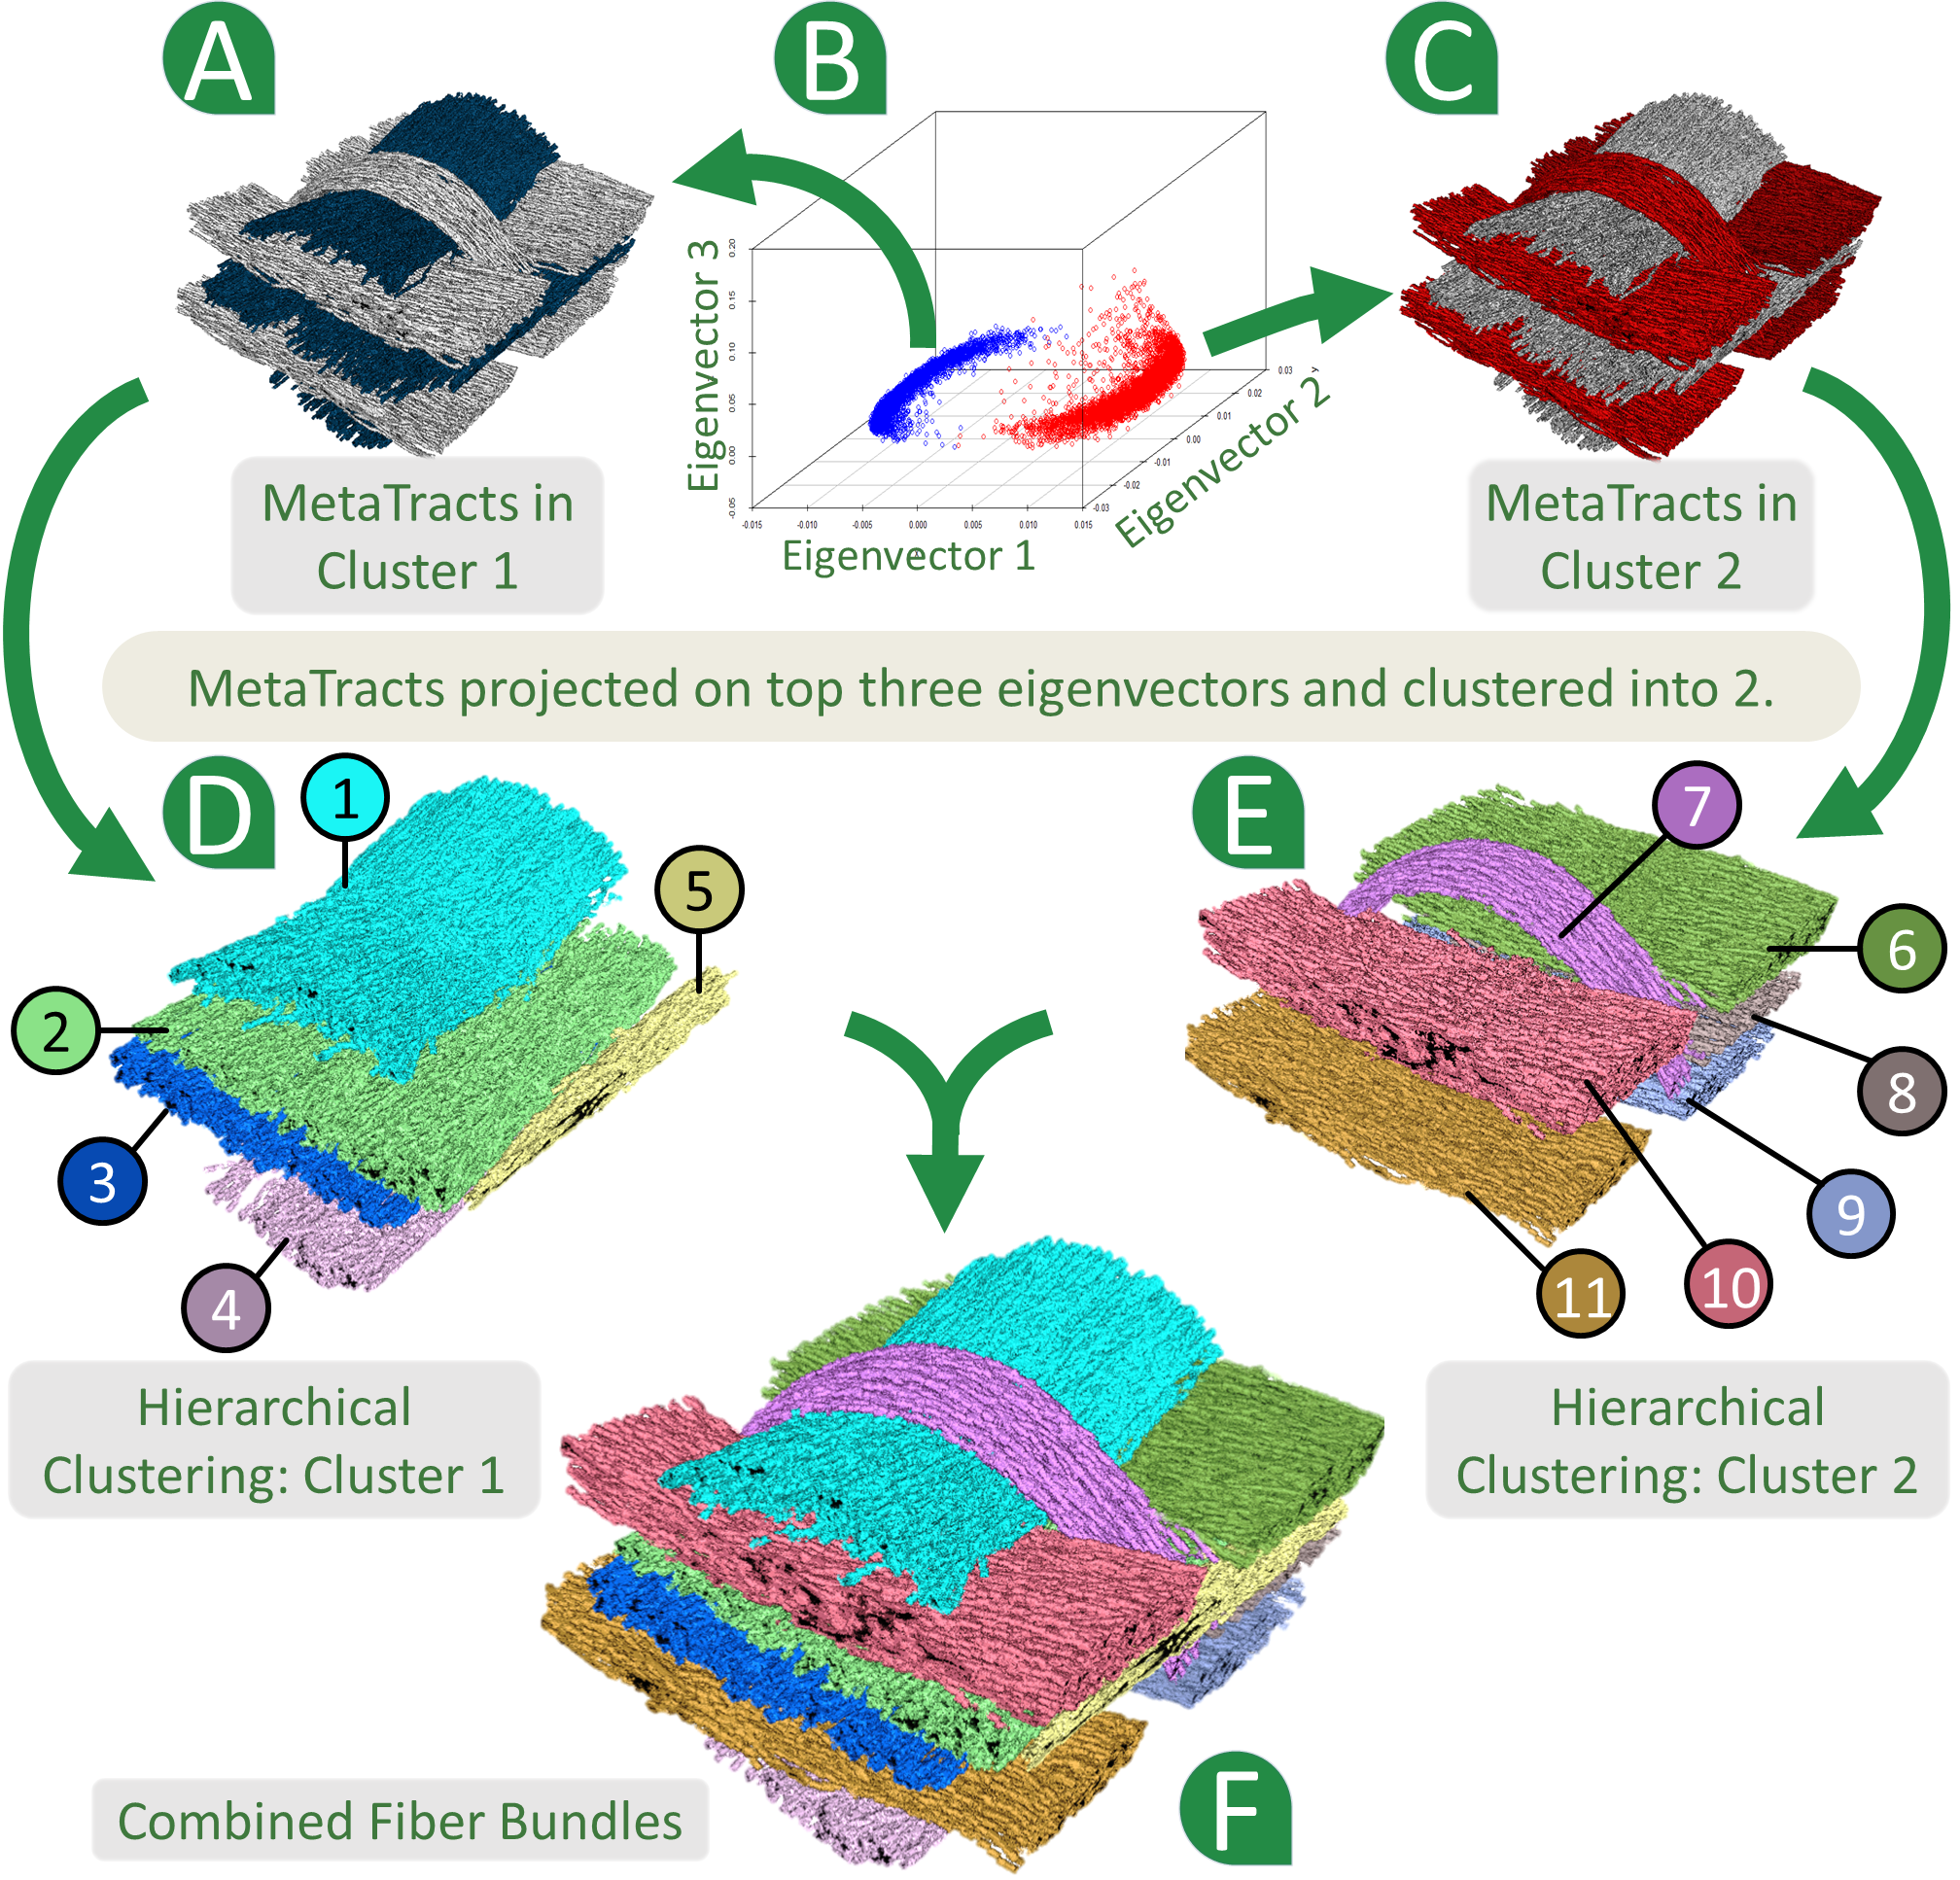 A
B
C
Eigenvector 3
0.20
0.15
0.10
0.05
0.00
-0.05
-0.015
-0.010
-0.005
0.000
0.005
0.010
0.015
Eigenvector 1
-0.03
-0.02
-0.01
0.00
0.01
0.02
0.03
y
Eigenvector 2
MetaTracts in
Cluster 1
MetaTracts in
Cluster 2
MetaTracts projected on top three eigenvectors and clustered into 2.
D
1
2
3
4
5
E
6
7
8
9
10
11
Hierarchical
Clustering: Cluster 1
Hierarchical
Clustering: Cluster 2
Combined Fiber Bundles
F